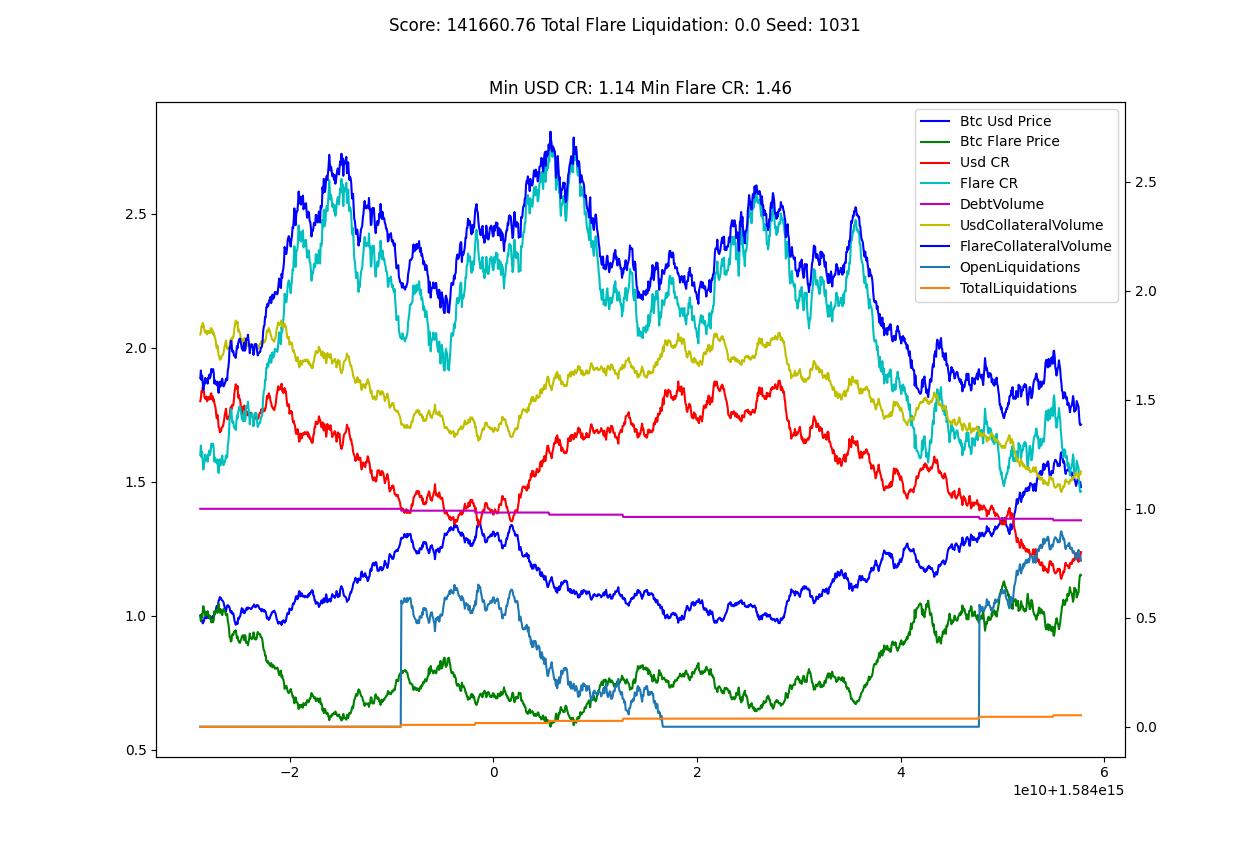 Score: 141660.76 Total Flare Liquidation: 0.0 Seed: 1031
Min USD CR: 1.14 Min Flare CR: 1.46
Btc Usd Price
Btc Flare Price
Usd CR
Flare CR
DebtVolume
UsdCollateralVolume
FlareCollateralVolume
OpenLiquidations
TotalLiquidations
2.5
2.0
1.5
1.0
0.5
2.5
2.0
1.5
1.0
0.5
0.0
−2
0
2
4
6
1e10+1.584e15